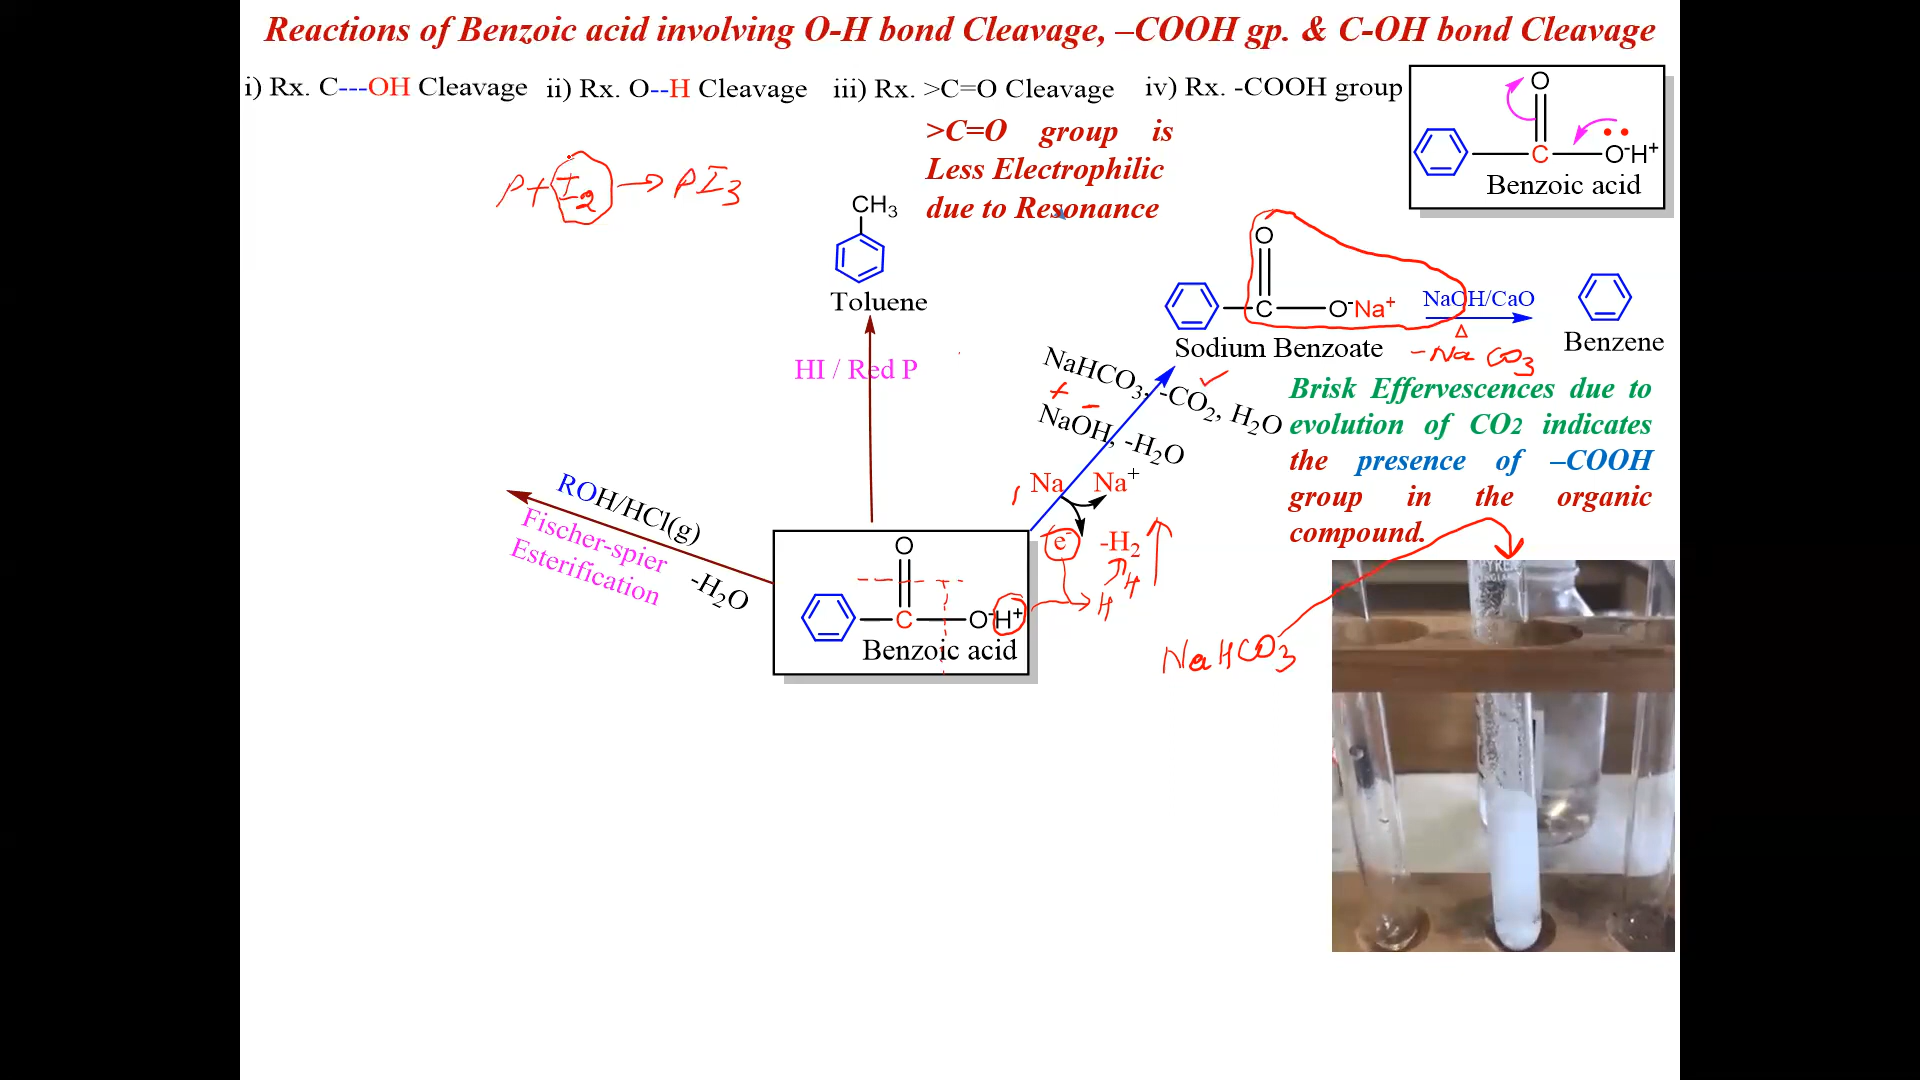 Reactions of Benzoic acid involving O-H bond Cleavage, –COOH gp. & C-OH bond Cleavage
i) Rx. C---OH Cleavage ii) Rx. O--H Cleavage iii) Rx. >C=O Cleavage iv) Rx. -COOH group
>C=O group is
Less Electrophilic
due to Resonance
O
C
O⁻H⁺
Benzoic acid
P + I₂ → PI₃
CH₃
Toluene
HI / Red P
O
C
O⁻Na⁺
Sodium Benzoate
NaOH/CaO
Δ
-Na CO₃
Benzene
NaHCO₃, -CO₂, H₂O
+ -
NaOH, -H₂O
Na Na⁺
e⁻ -H₂
H
H
Brisk Effervescences due to
evolution of CO2 indicates
the presence of –COOH
group in the organic
compound.
ROH/HCl(g)
Fischer-spier
Esterification
-H₂O
O
C
O⁻H⁺
Benzoic acid
NaHCO₃